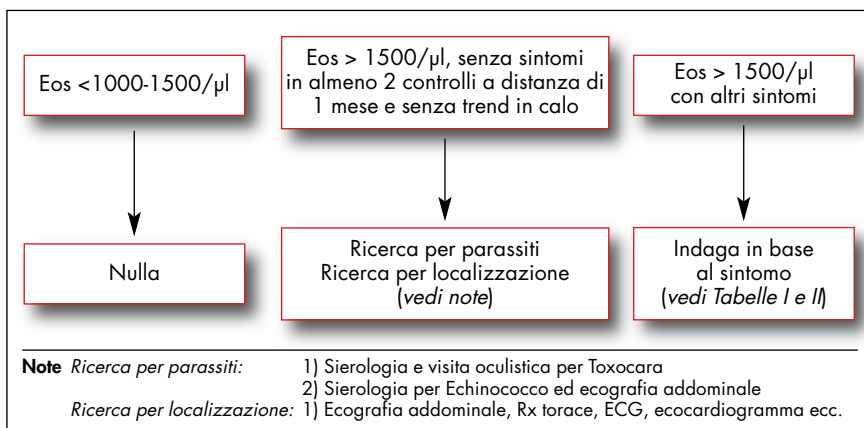 Eos <1000-1500/µl
Eos > 1500/µl, senza sintomi
in almeno 2 controlli a distanza di
1 mese e senza trend in calo
Eos > 1500/µl
con altri sintomi
Nulla
Ricerca per parassiti
Ricerca per localizzazione
(vedi note)
Indaga in base
al sintomo
(vedi Tabelle I e II)
Note Ricerca per parassiti: 1) Sierologia e visita oculistica per Toxocara
2) Sierologia per Echinococco ed ecografia addominale
Ricerca per localizzazione: 1) Ecografia addominale, Rx torace, ECG, ecocardiogramma ecc.